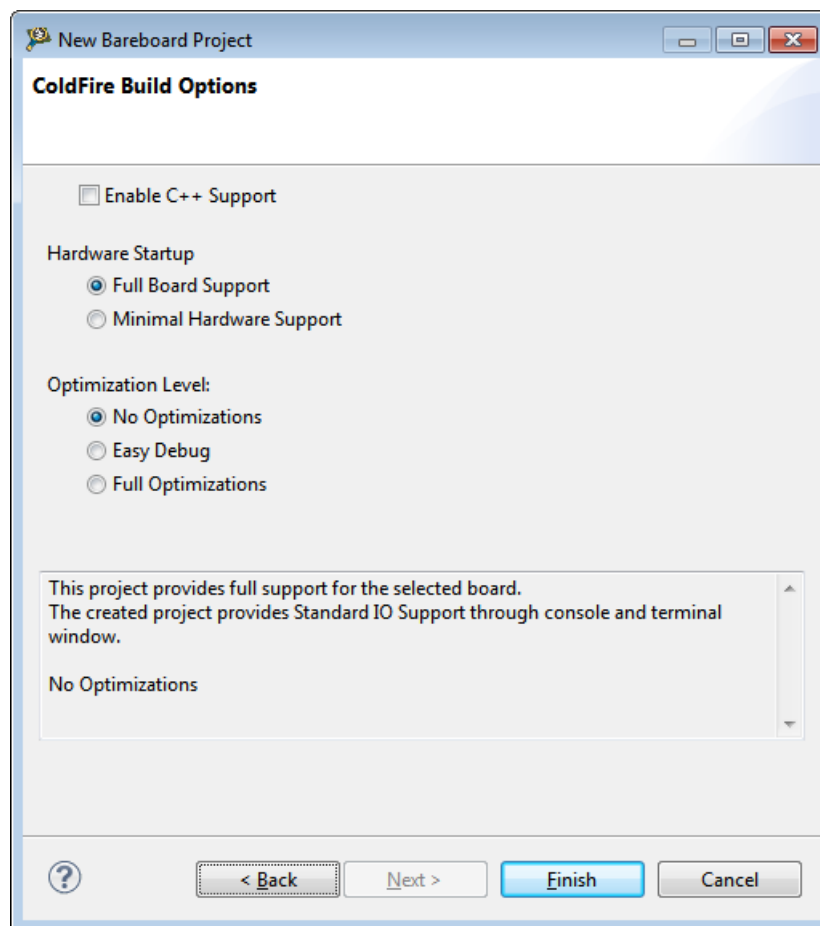 New Bareboard Project
ColdFire Build Options
Enable C++ Support
Hardware Startup
Full Board Support
Minimal Hardware Support
Optimization Level:
No Optimizations
Easy Debug
Full Optimizations
This project provides full support for the selected board.
The created project provides Standard IO Support through console and terminal
window.
No Optimizations
?
< Back
Next >
Finish
Cancel